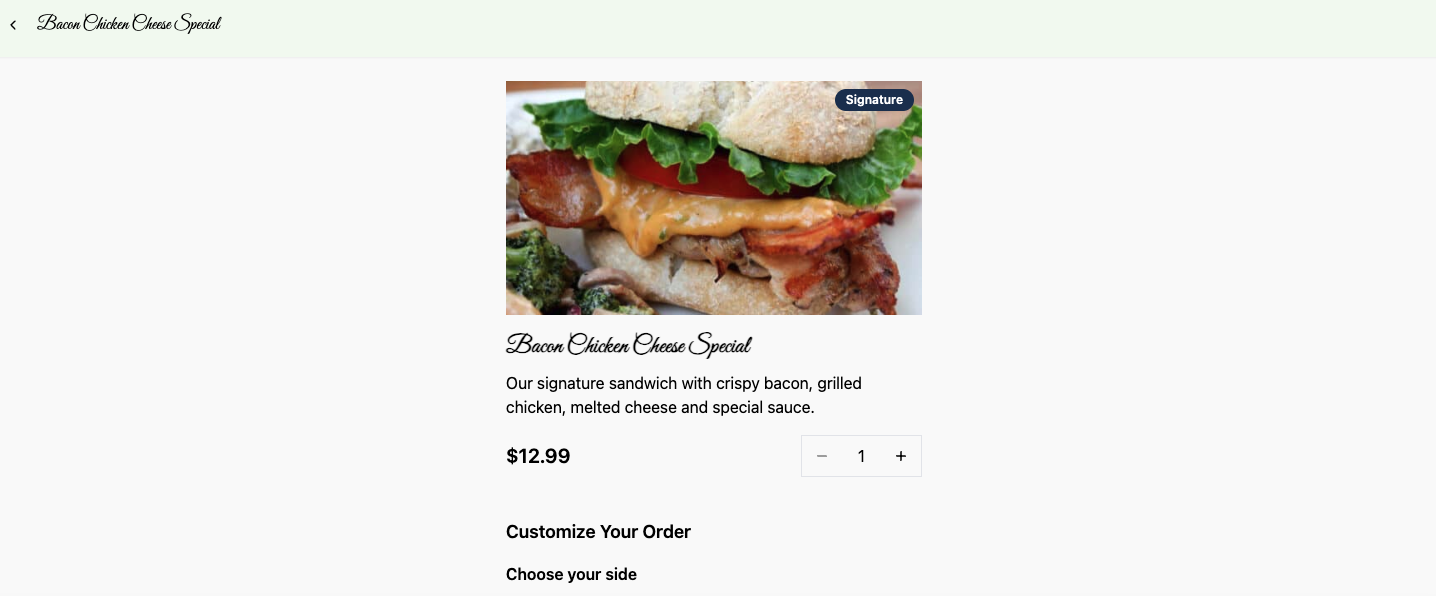 Bacon Chicken Cheese Special
Signature
Bacon Chicken Cheese Special
Our signature sandwich with crispy bacon, grilled
chicken, melted cheese and special sauce.
$12.99
1
Customize Your Order
Choose your side